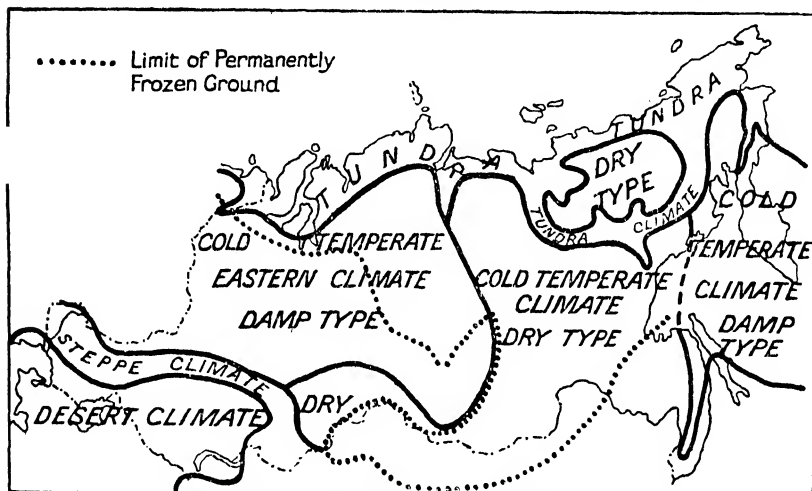 Limit of Permanently
Frozen Ground
TUNDRA
TUNDRA
DRY
TYPE
TUNDRA CLIMATE
COLD
COLD TEMPERATE
TEMPERATE
EASTERN CLIMATE
COLD TEMPERATE
CLIMATE
CLIMATE
DAMP TYPE
DRY TYPE
DAMP
TYPE
STEPPE CLIMATE
DRY
DESERT CLIMATE